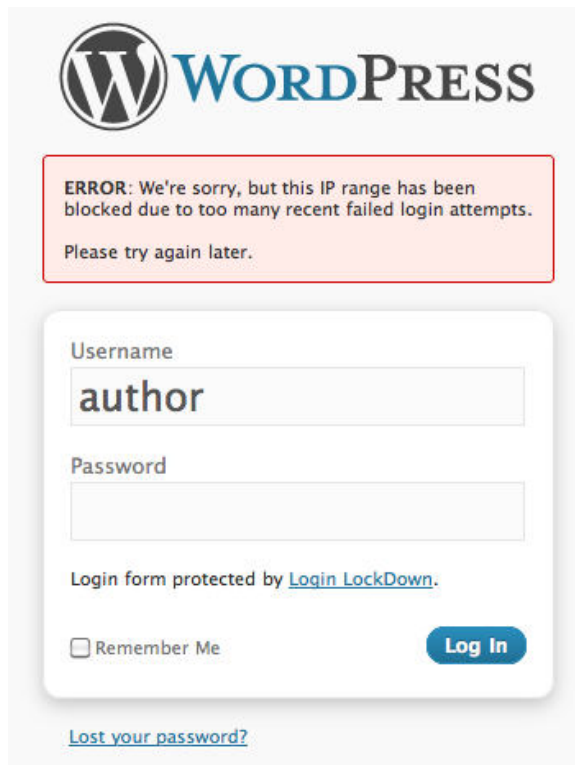 WORDPRESS
ERROR: We're sorry, but this IP range has been
blocked due to too many recent failed login attempts.
Please try again later.
Username
author
Password
Login form protected by Login LockDown.
Remember Me
Log In
Lost your password?